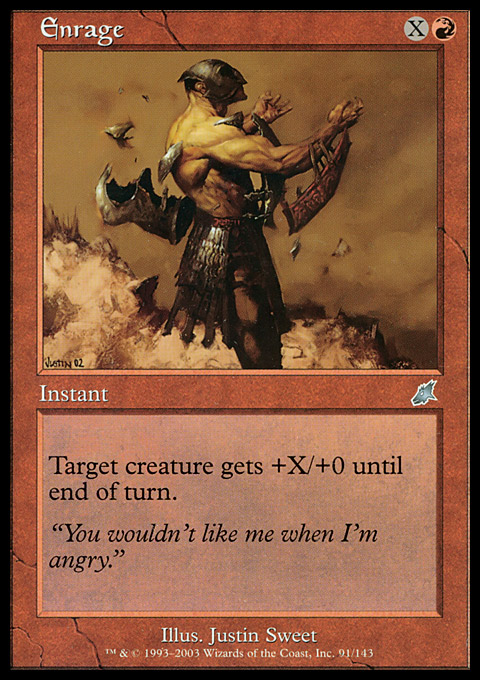 Enrage X
JUSTIN 02
Instant
Target creature gets +X/+0 until
end of turn.
“You wouldn’t like me when I’m
angry.”
Illus. Justin Sweet
™ & © 1993–2003 Wizards of the Coast, Inc. 91/143